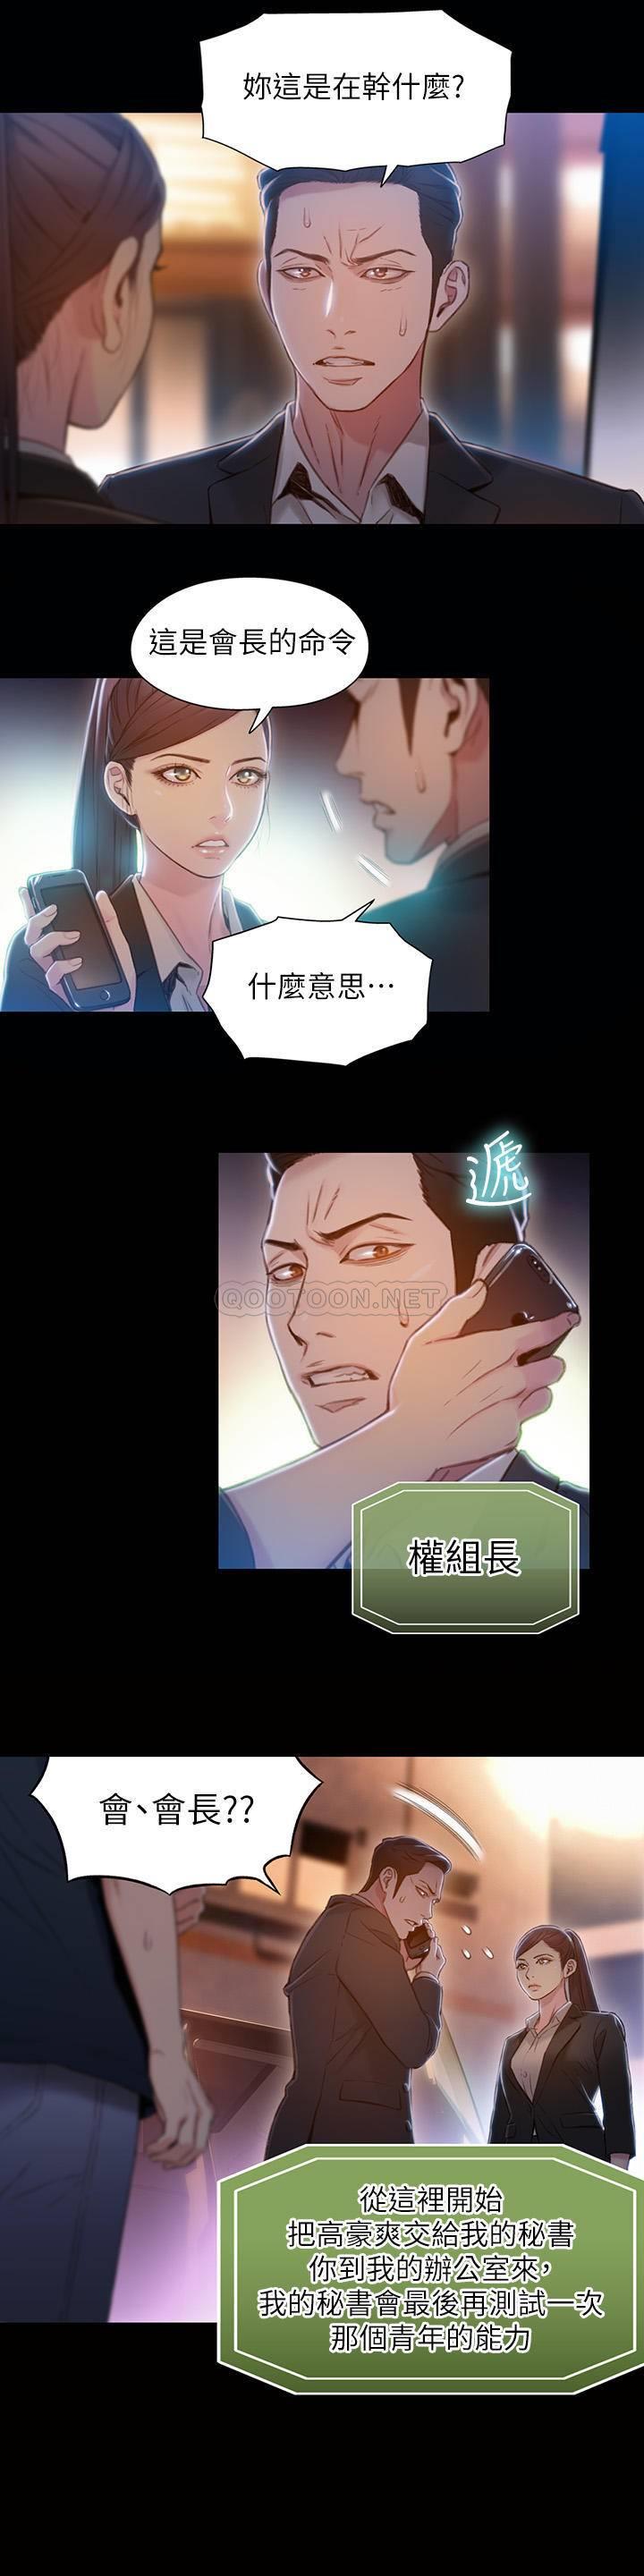 妳這是在幹什麼?
這是會長的命令
什麼意思…
遞
QOOTOON.NET
權組長
會、會長??
從這裡開始
把高豪爽交給我的秘書
你到我的辦公室來,
我的秘書會最後再測試一次
那個青年的能力